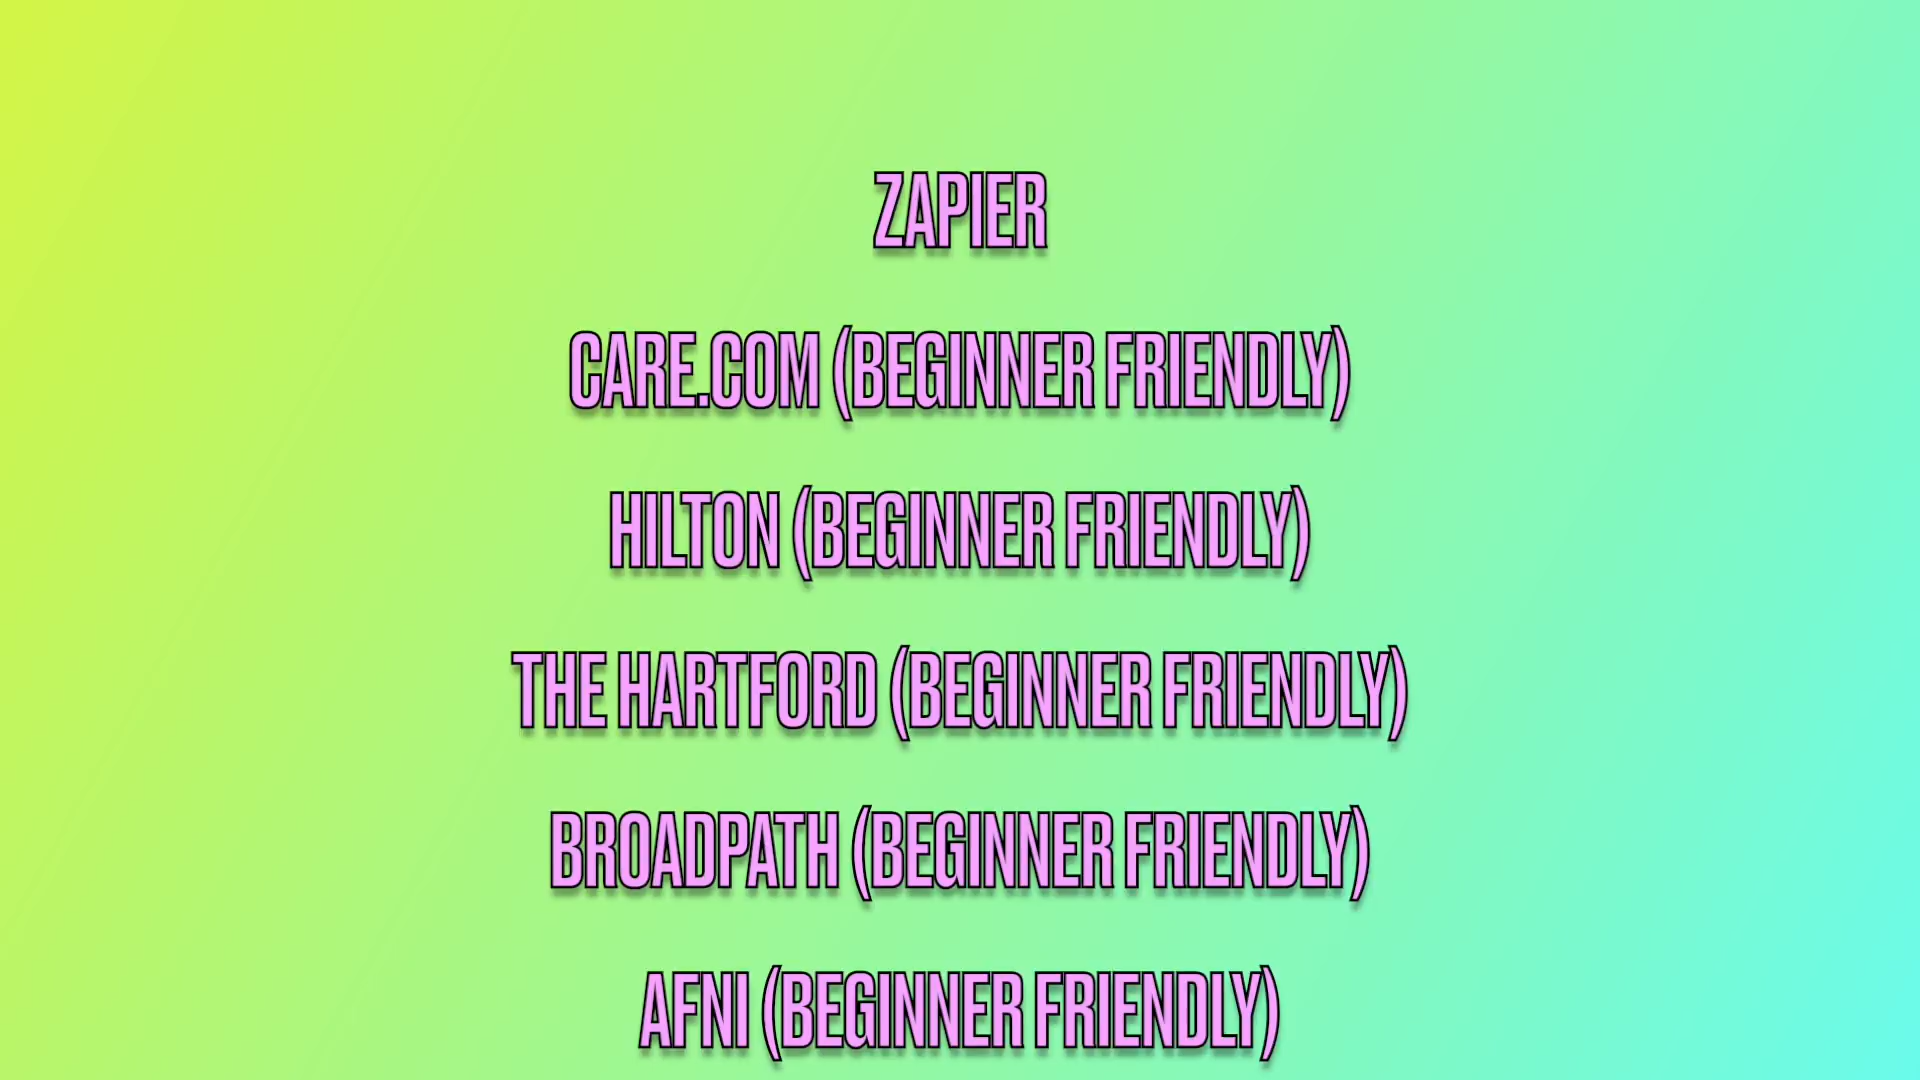 ZAPIER
CARE.COM (BEGINNER FRIENDLY)
HILTON (BEGINNER FRIENDLY)
THE HARTFORD (BEGINNER FRIENDLY)
BROADPATH (BEGINNER FRIENDLY)
AFNI (BEGINNER FRIENDLY)